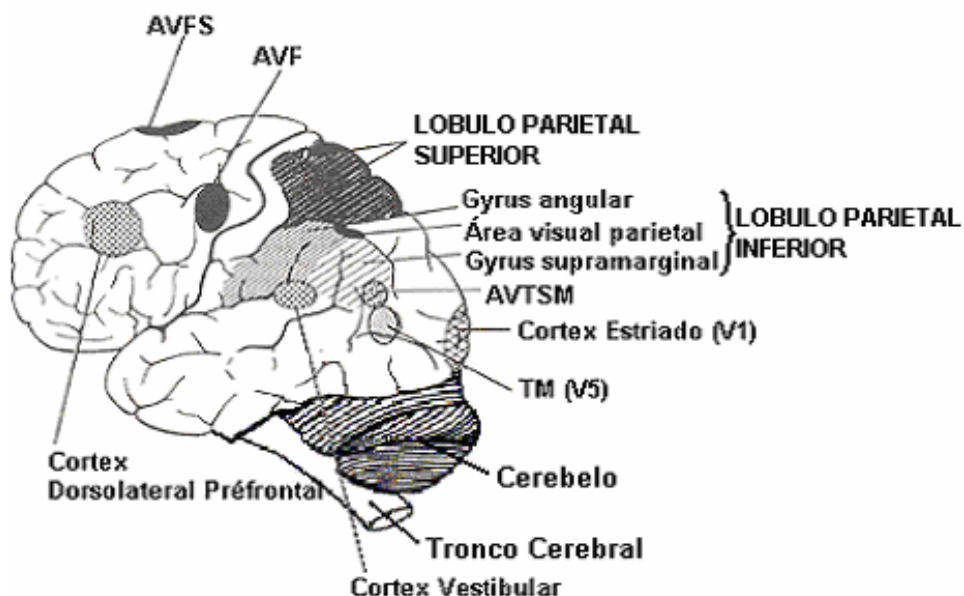 AVFS
AVF
LOBULO PARIETAL
SUPERIOR
Gyrus angular
Área visual parietal
Gyrus supramarginal
LOBULO PARIETAL
INFERIOR
AVTSM
Cortex Estriado (V1)
TM (V5)
Cortex
Dorsolateral Préfrontal
Cerebelo
Tronco Cerebral
Cortex Vestibular